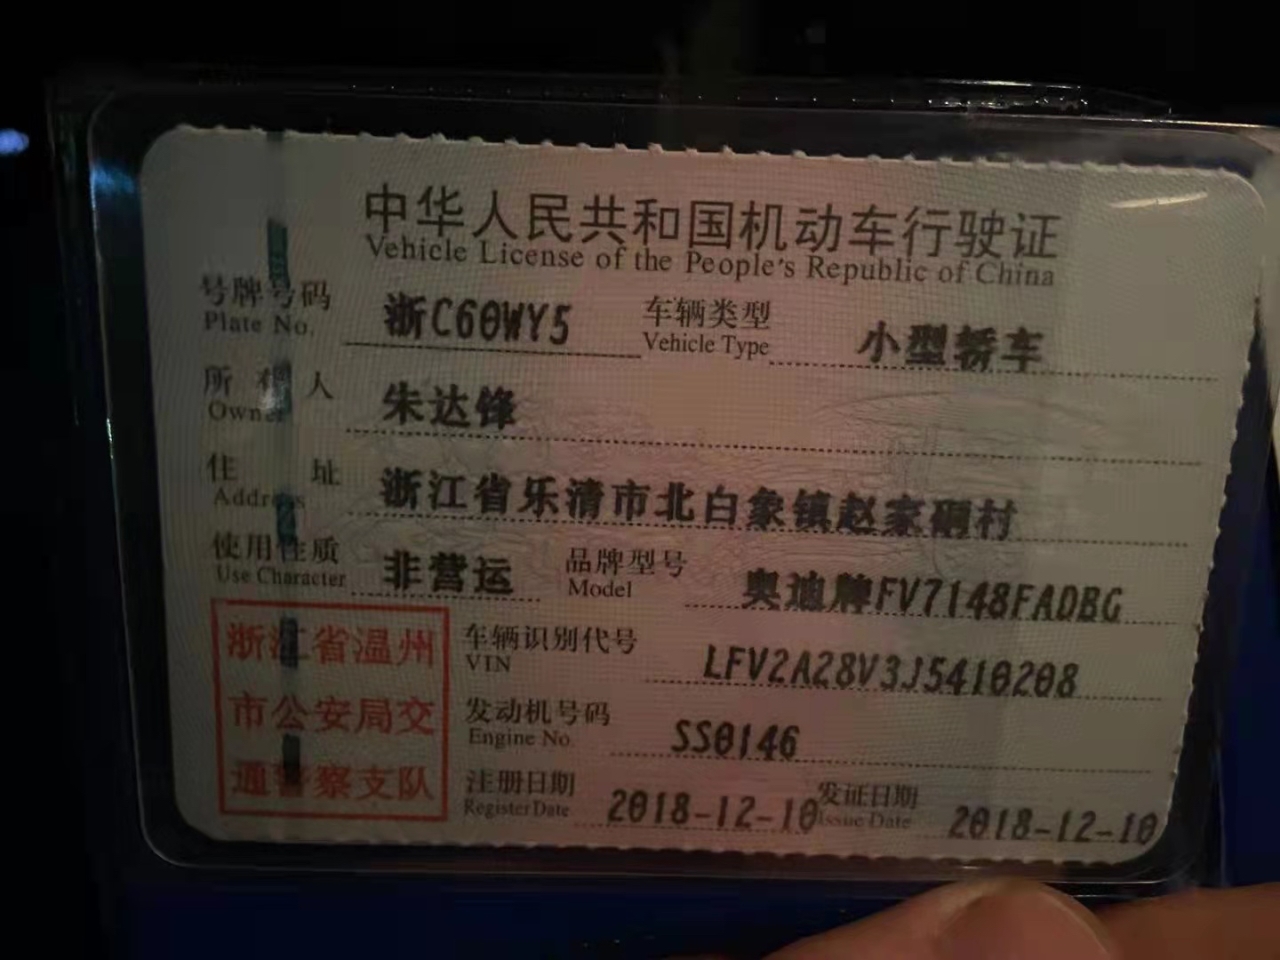 中华人民共和国机动车行驶证
Vehicle License of the People's Republic of China
号牌号码 浙C60WY5 车辆类型 小型轿车
Plate No. Vehicle Type
所有人 朱达锋
Owner
住址 浙江省乐清市北白象镇赵家硐村
Address
使用性质 非营运 品牌型号 奥迪牌FV7148FADBG
Use Character Model
浙江省温州 车辆识别代号 LFV2A28V3J5410208
VIN
市公安局交 发动机号码 SS0146
Engine No.
通警察支队 注册日期 2018-12-10 发证日期 2018-12-10
Register Date Issue Date